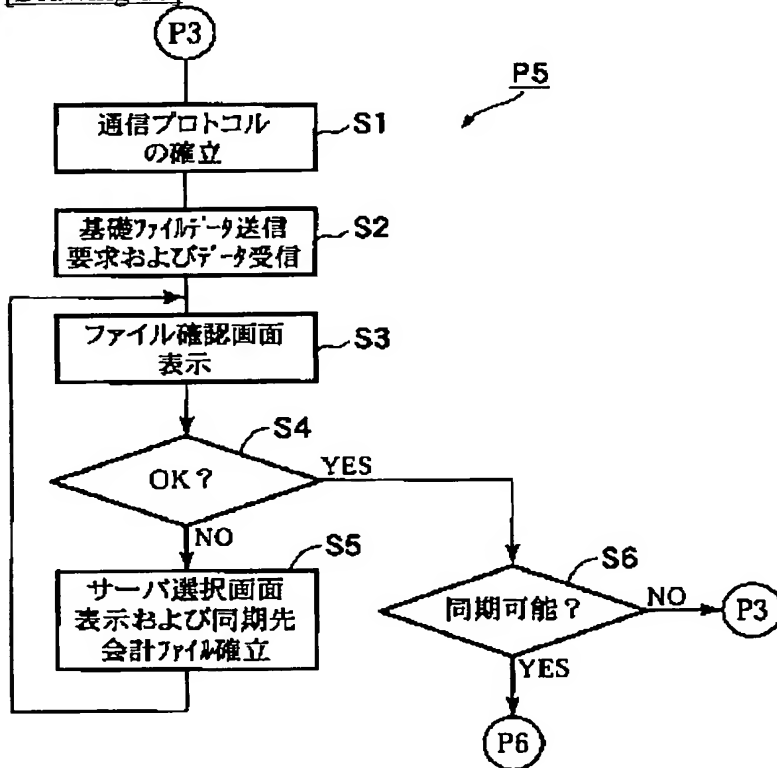 P3
P5
通信プロトコル
の確立
S1
基礎ファイルデータ送信
要求およびデータ受信
S2
ファイル確認画面
表示
S3
S4
OK?
YES
NO
S5
サーバ選択画面
表示および同期先
会計ファイル確立
S6
同期可能?
NO
P3
YES
P6